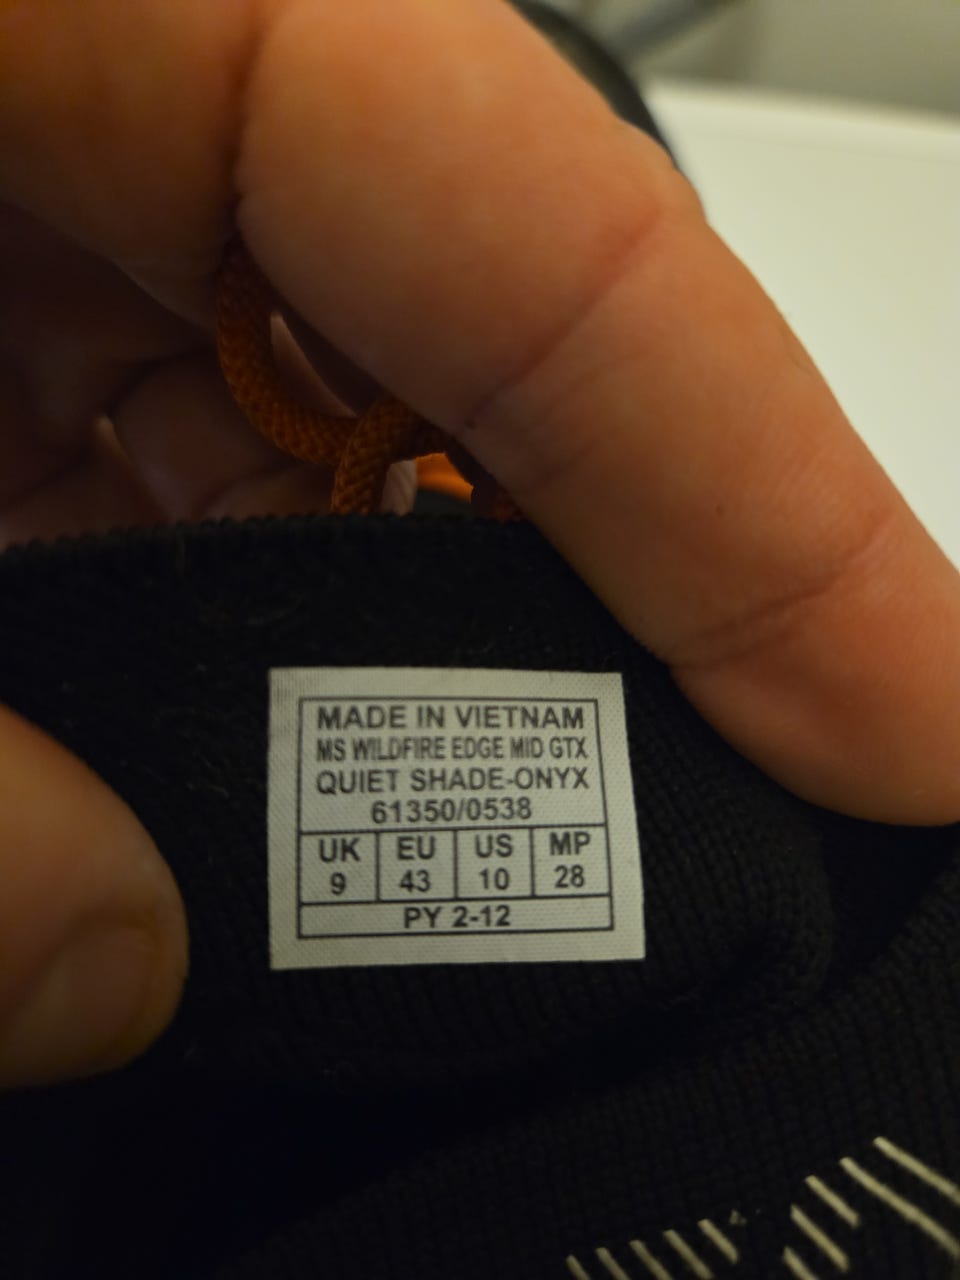 MADE IN VIETNAM
MS WILDFIRE EDGE MID GTX
QUIET SHADE-ONYX
61350/0538
UK EU US MP
9 43 10 28
PY 2-12